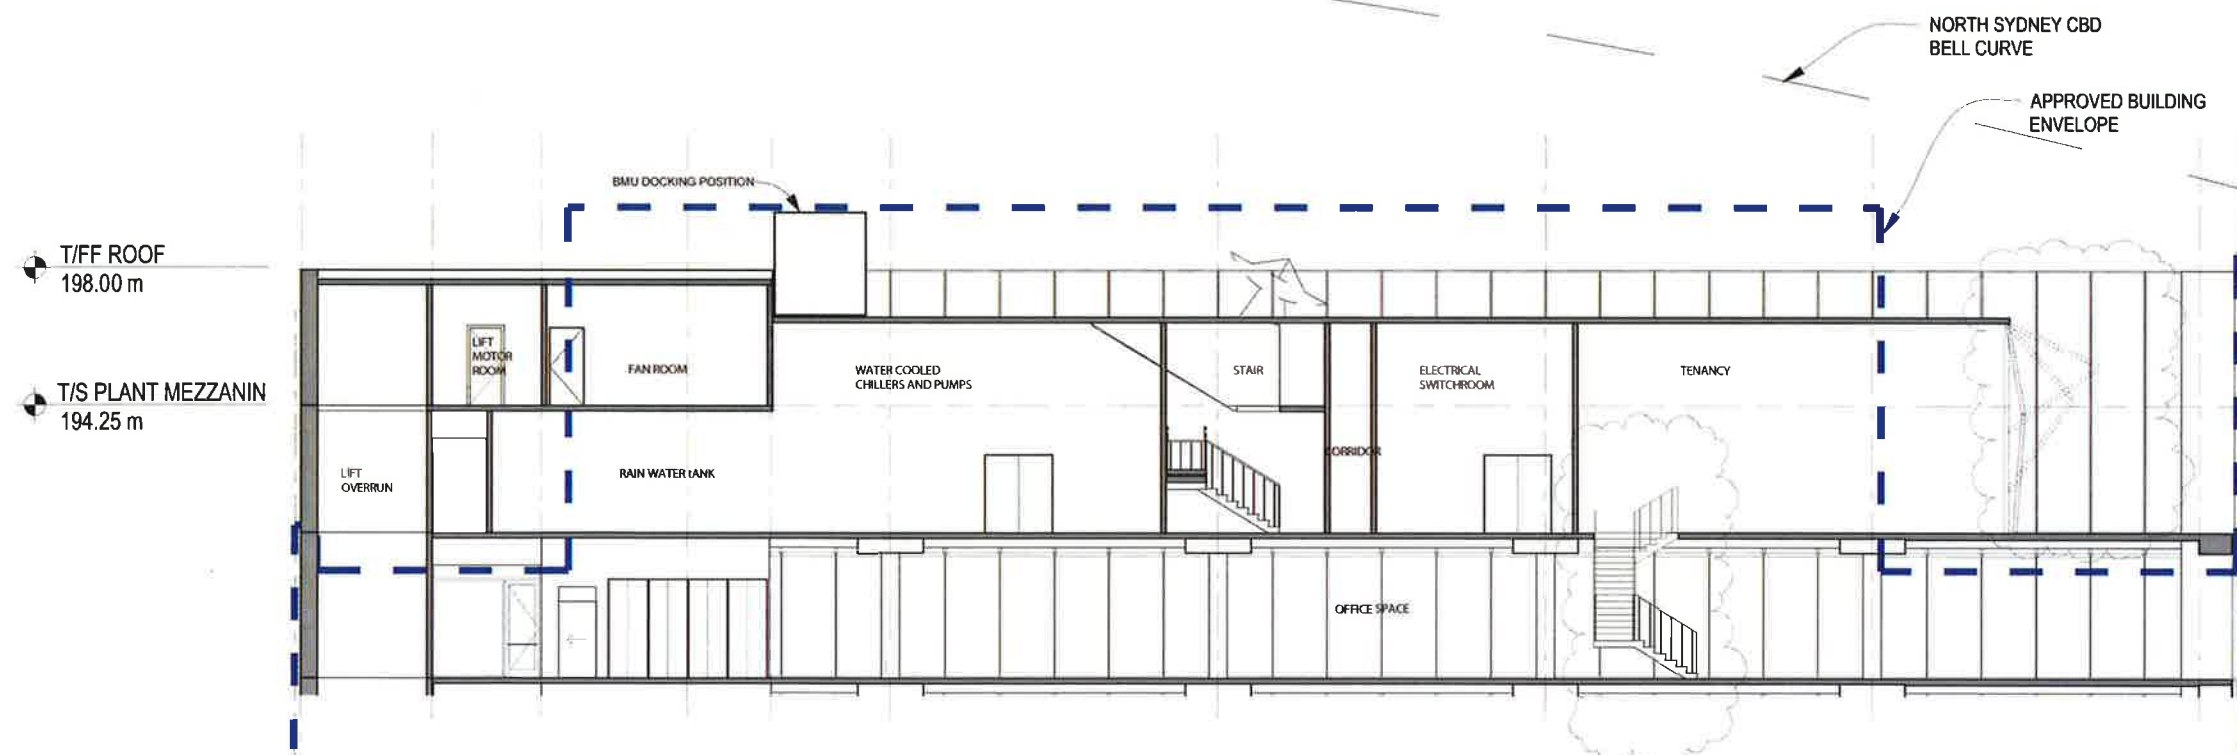 NORTH SYDNEY CBD
BELL CURVE
APPROVED BUILDING
ENVELOPE
BMU DOCKING POSITION
T/FF ROOF
198.00 m
LIFT
MOTOR
ROOM
FAN ROOM
WATER COOLED
CHILLERS AND PUMPS
STAIR
ELECTRICAL
SWITCHROOM
TENANCY
T/S PLANT MEZZANIN
194.25 m
LIFT
OVERRUN
RAIN WATER tANK
CORRIDOR
OFFICE SPACE